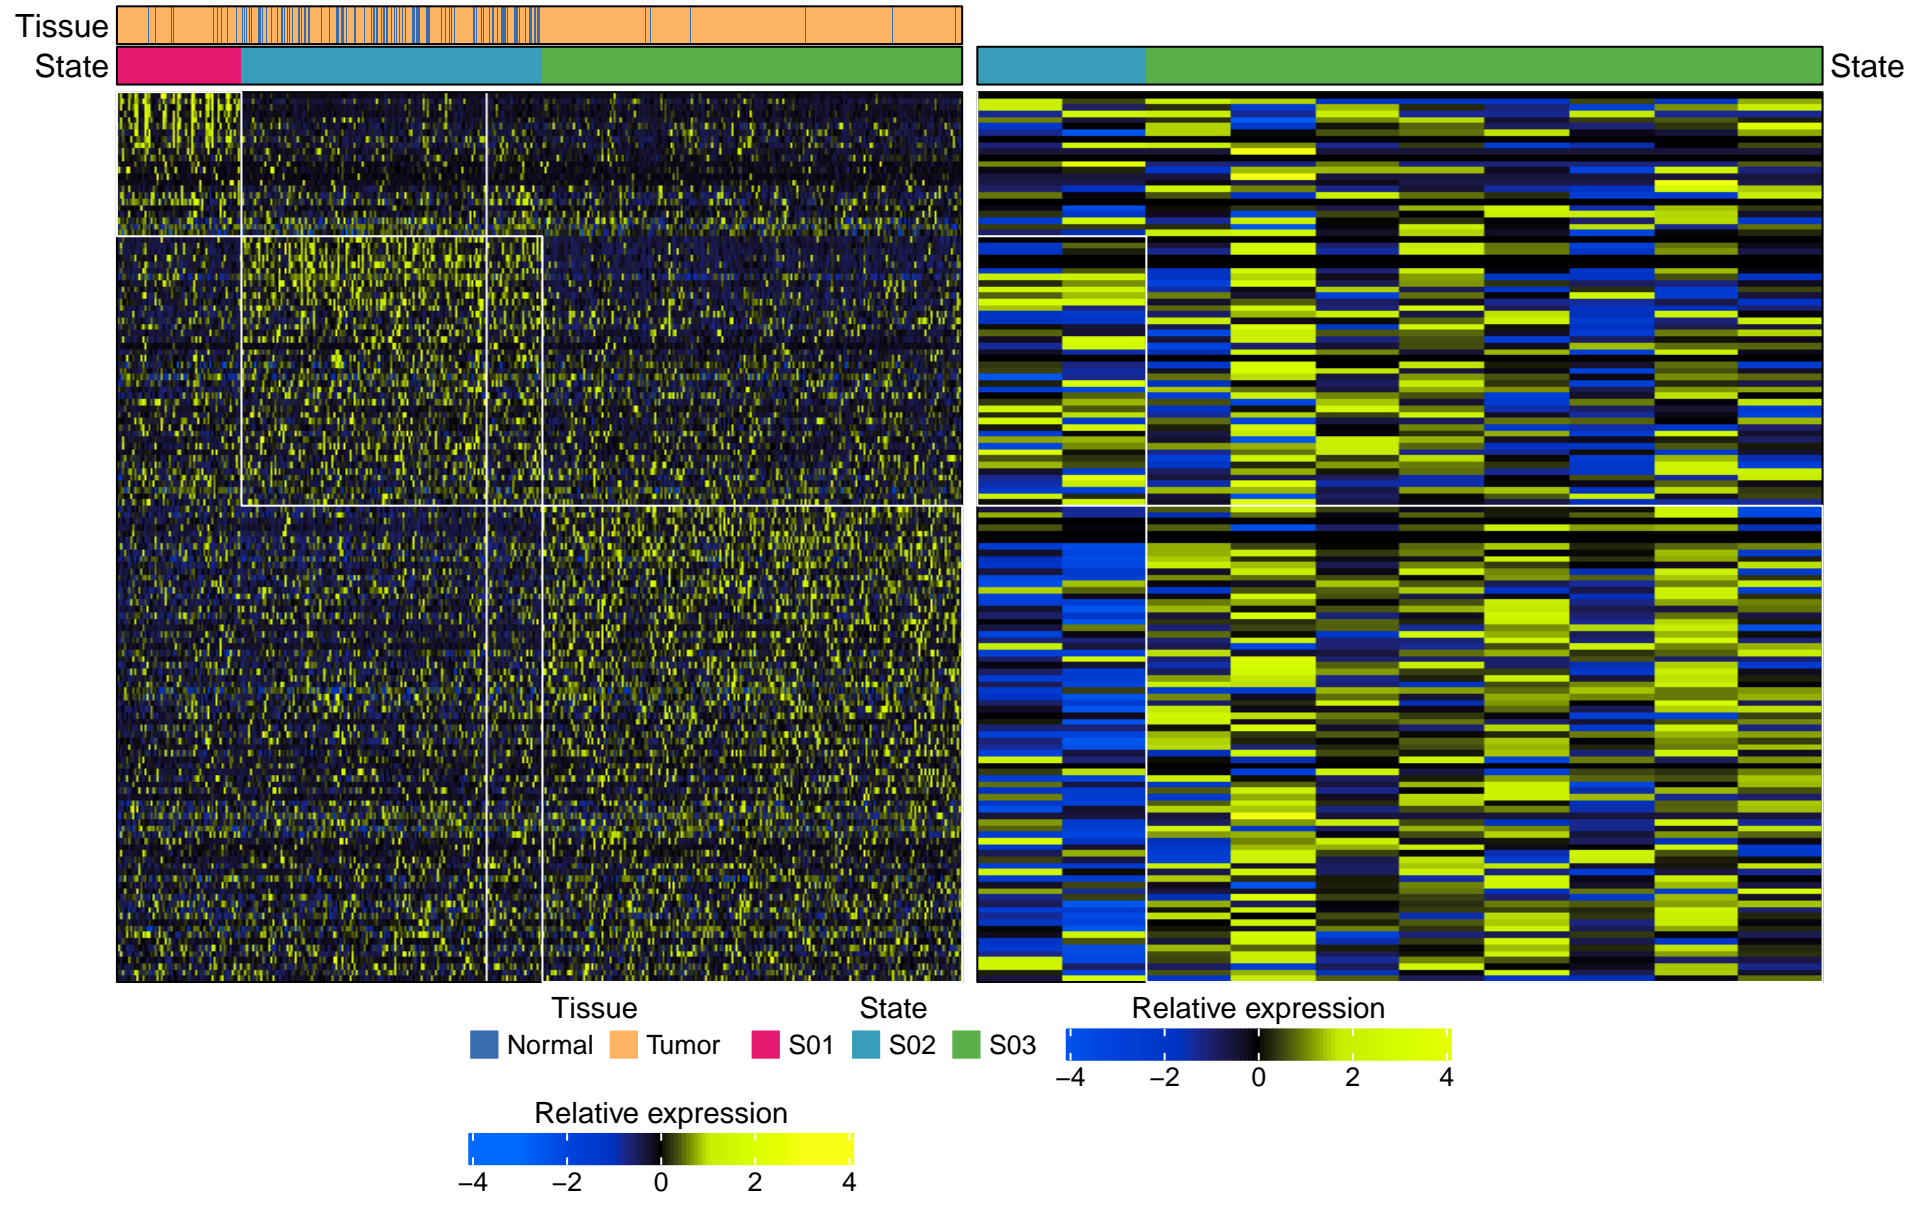 Tissue
State
State
Tissue
Normal Tumor
State
S01 S02 S03
Relative expression
−4 −2 0 2 4
Relative expression
−4 −2 0 2 4